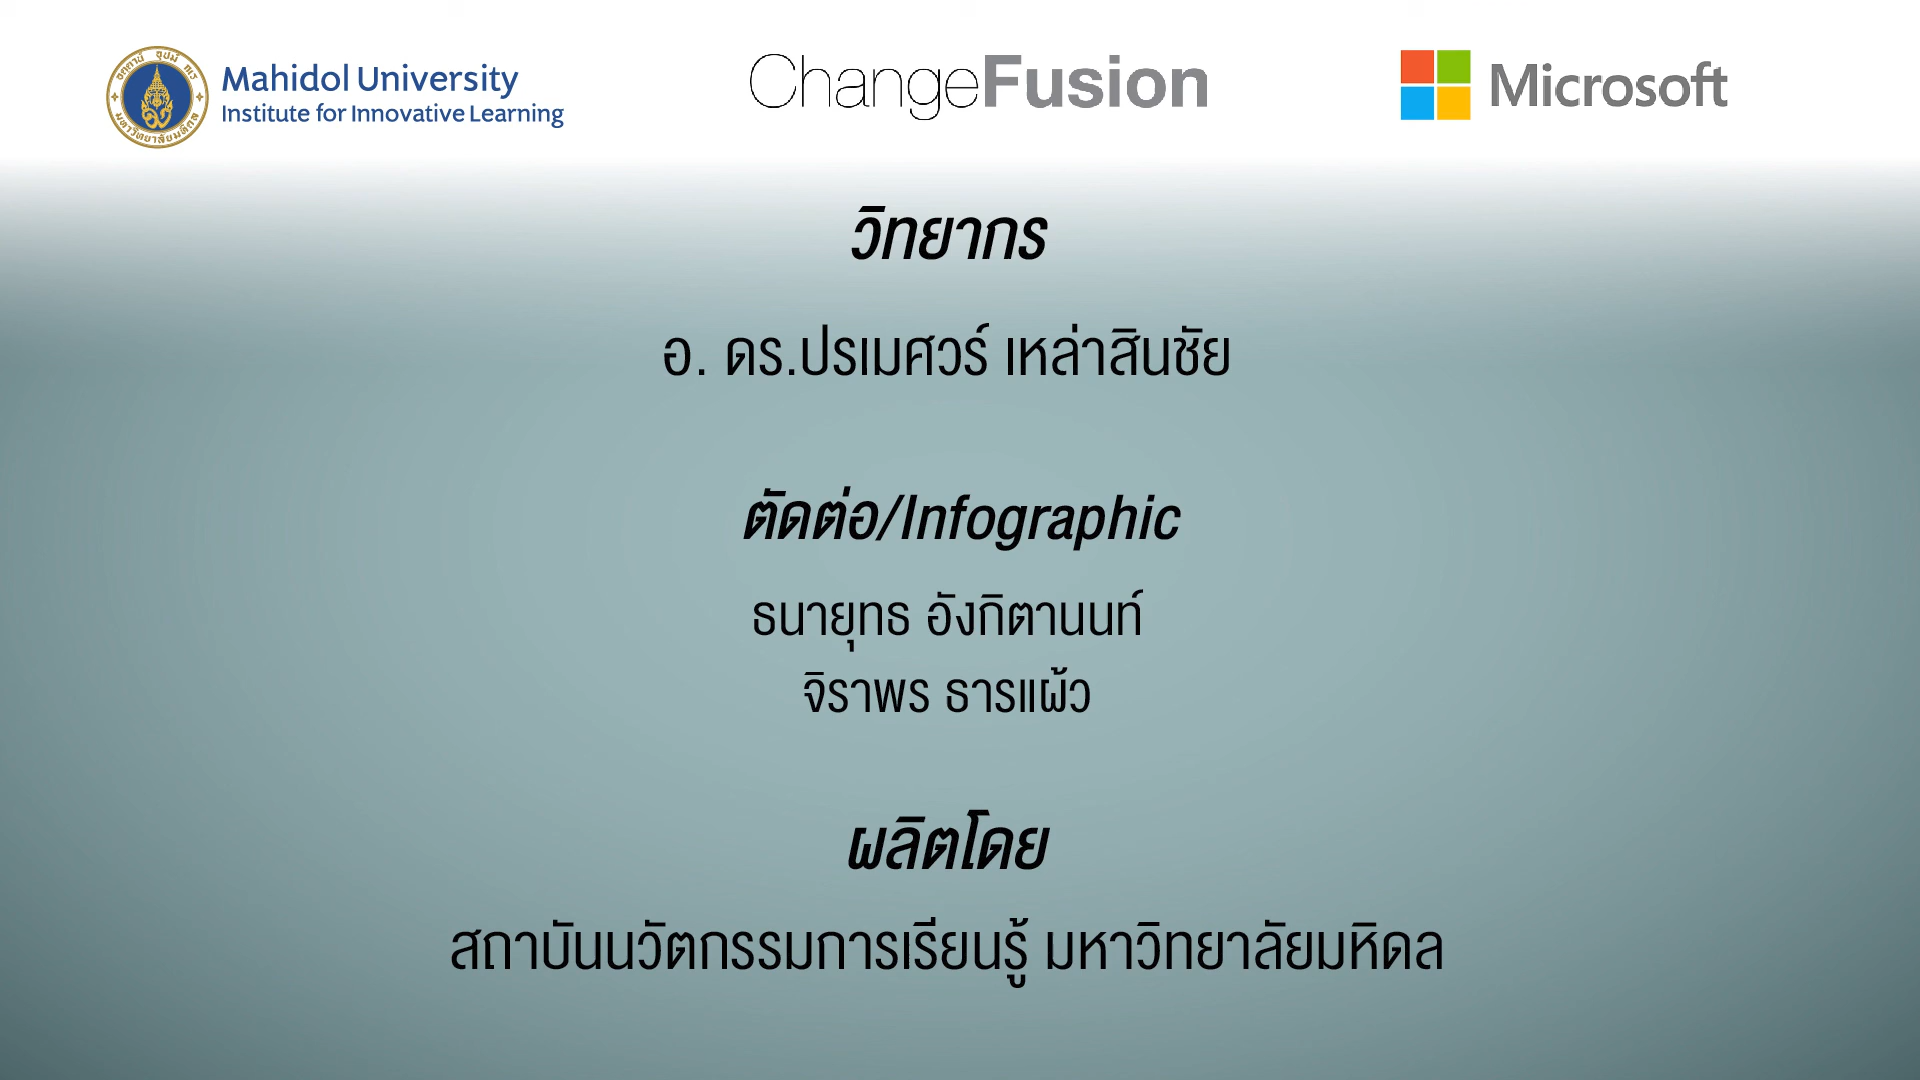 Mahidol University
Institute for Innovative Learning
ChangeFusion
Microsoft
วิทยากร
อ. ดร.ปรเมศวร์ เหล่าสินชัย
ตัดต่อ/Infographic
ธนายุทธ อังกิตานนท์
จิราพร ธารแผ้ว
ผลิตโดย
สถาบันนวัตกรรมการเรียนรู้ มหาวิทยาลัยมหิดล